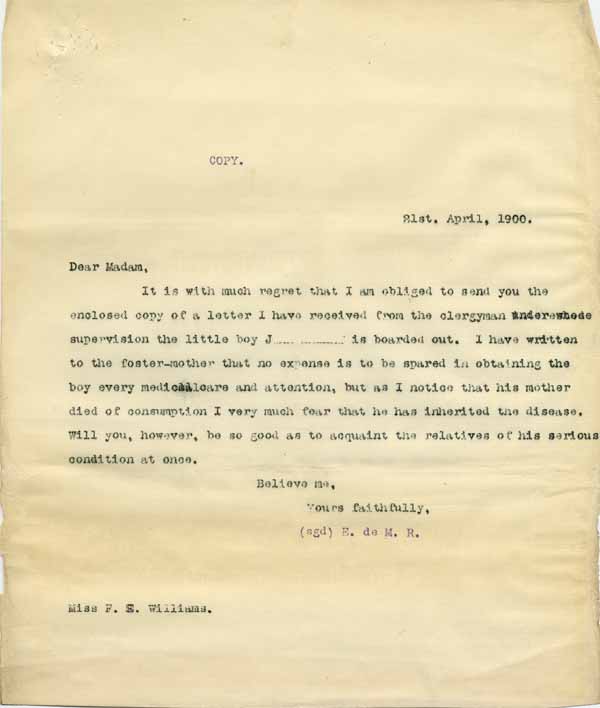 COPY.
21st. April, 1900.
Dear Madam,
It is with much regret that I am obliged to send you the
enclosed copy of a letter I have received from the clergyman under whose
supervision the little boy J............... is boarded out. I have written
to the foster-mother that no expense is to be spared in obtaining the
boy every medical care and attention, but as I notice that his mother
died of consumption I very much fear that he has inherited the disease.
Will you, however, be so good as to acquaint the relatives of his serious
condition at once.
Believe me,
Yours faithfully,
(sgd) E. de M. R.
Miss F. E. Williams.